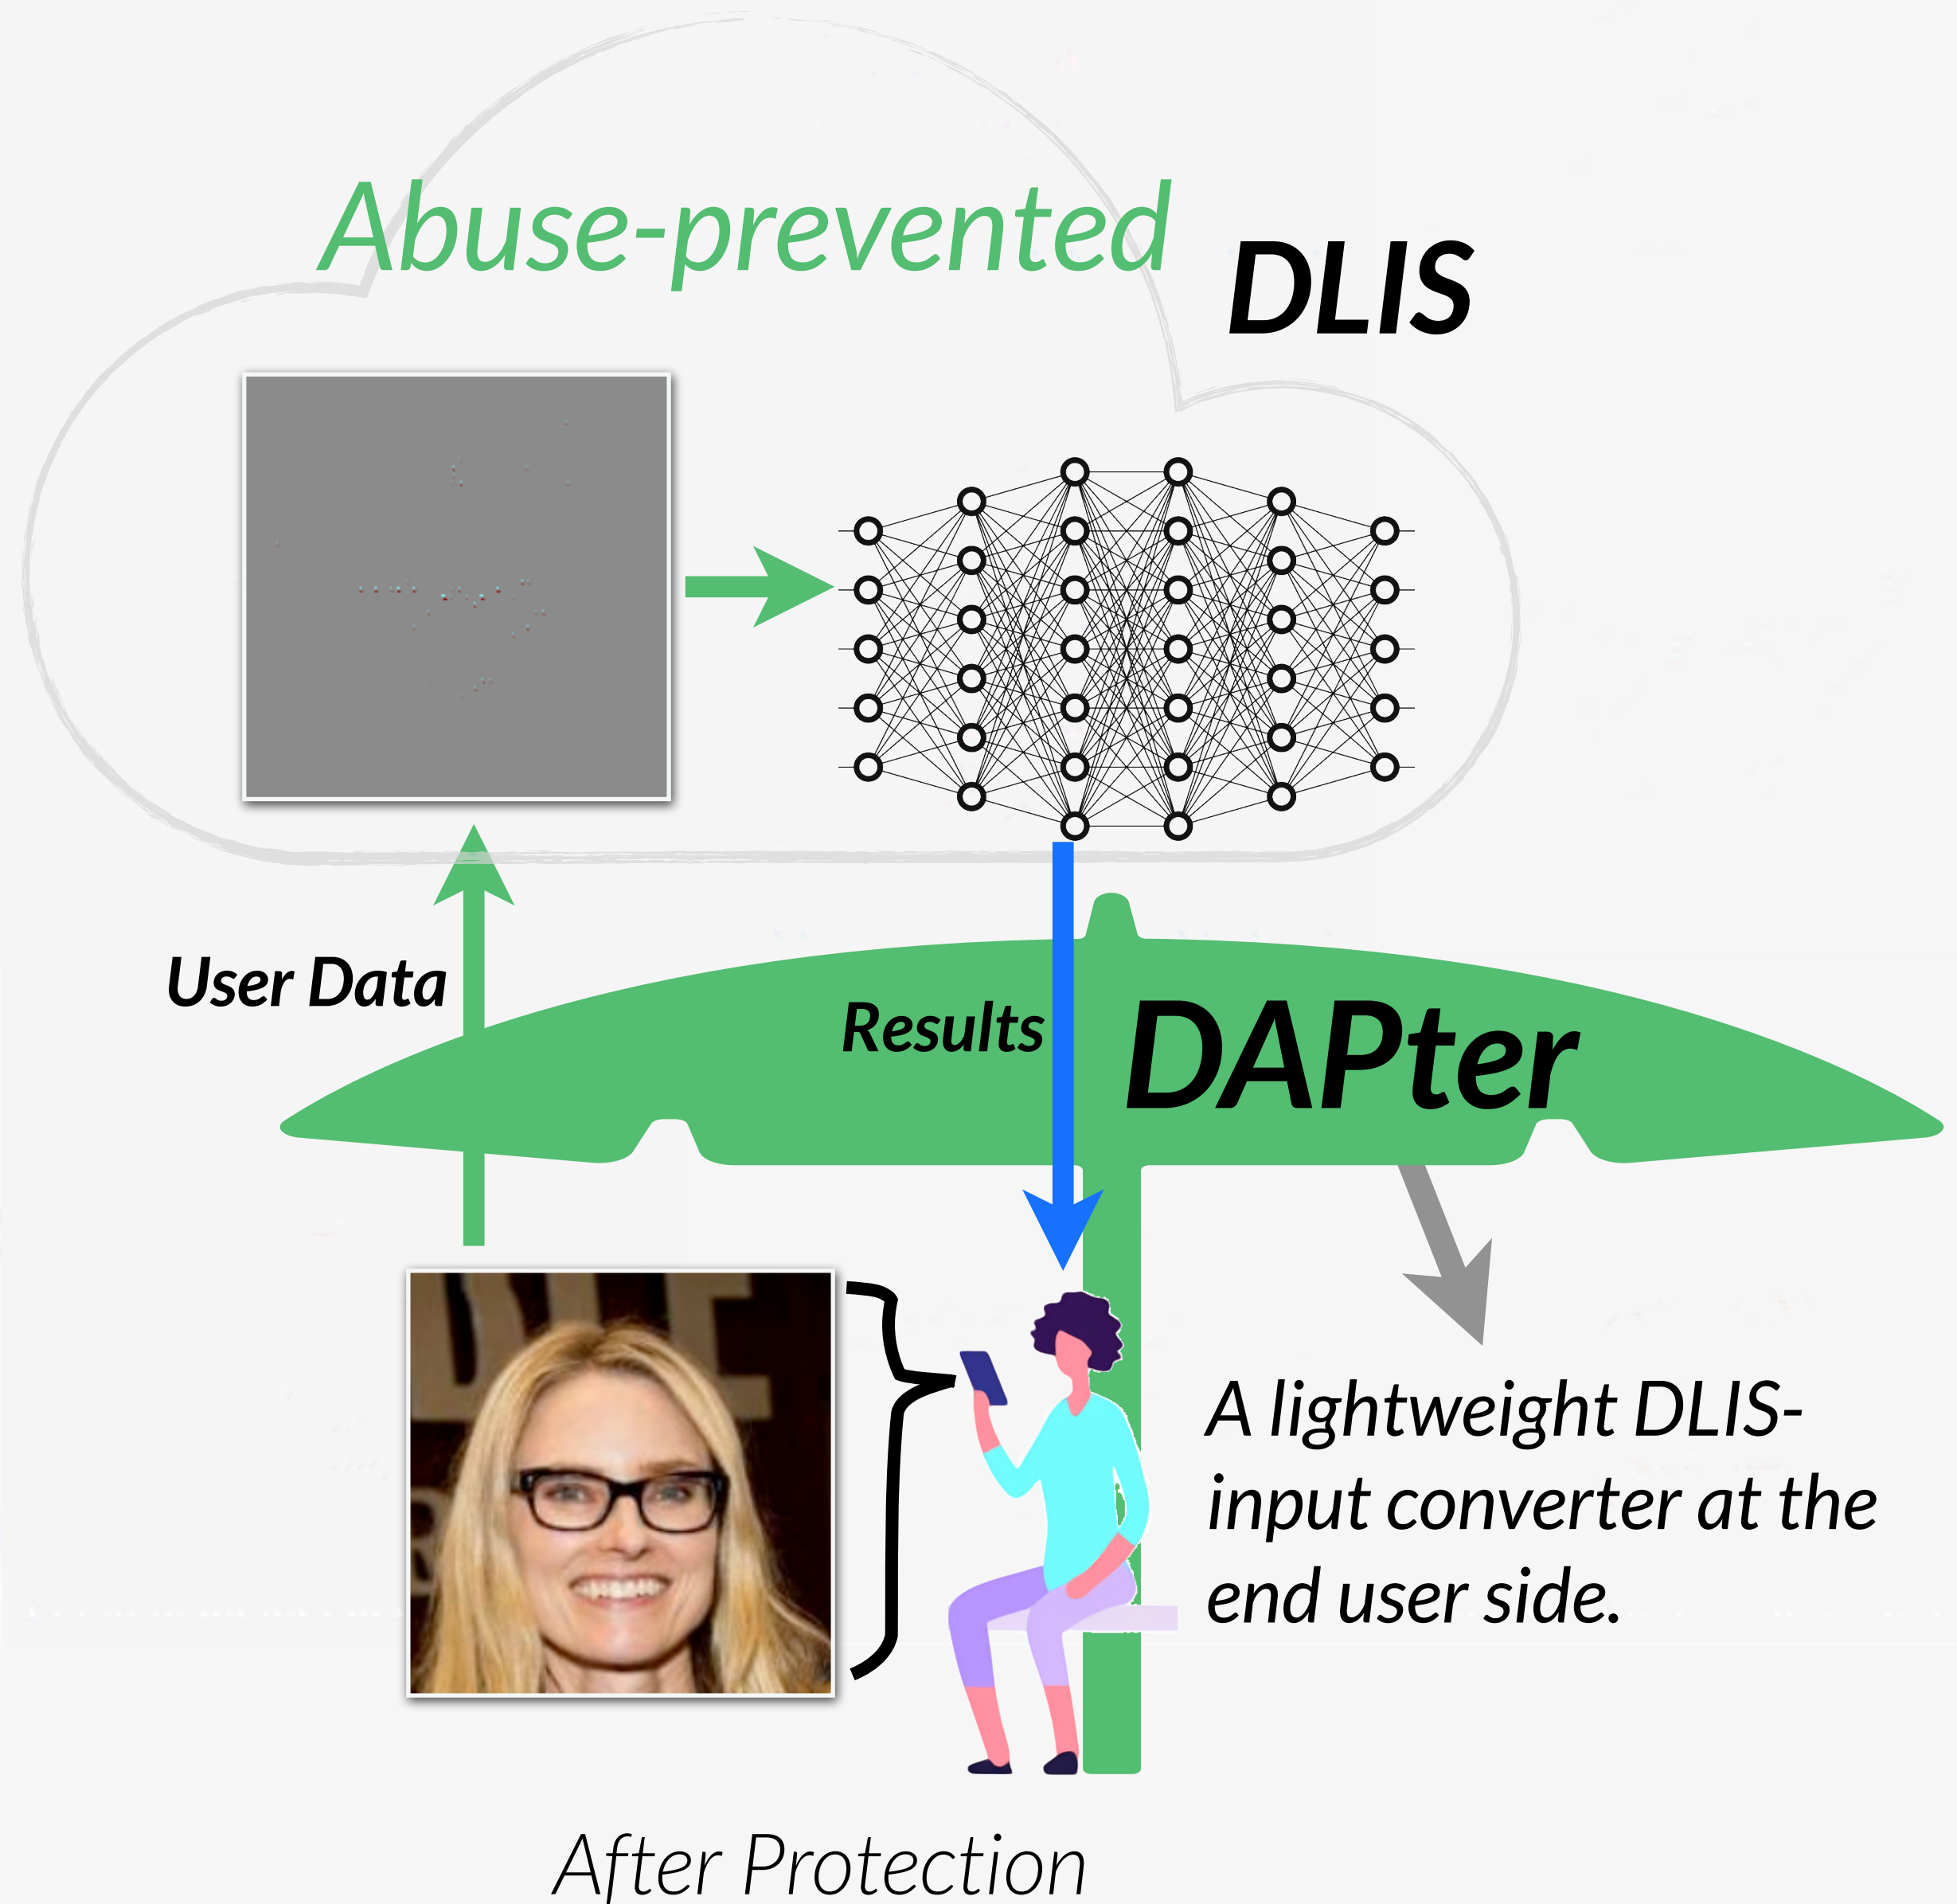 Abuse-prevented
DLIS
User Data
Results
DAPter
A lightweight DLIS-
input converter at the
end user side.
After Protection